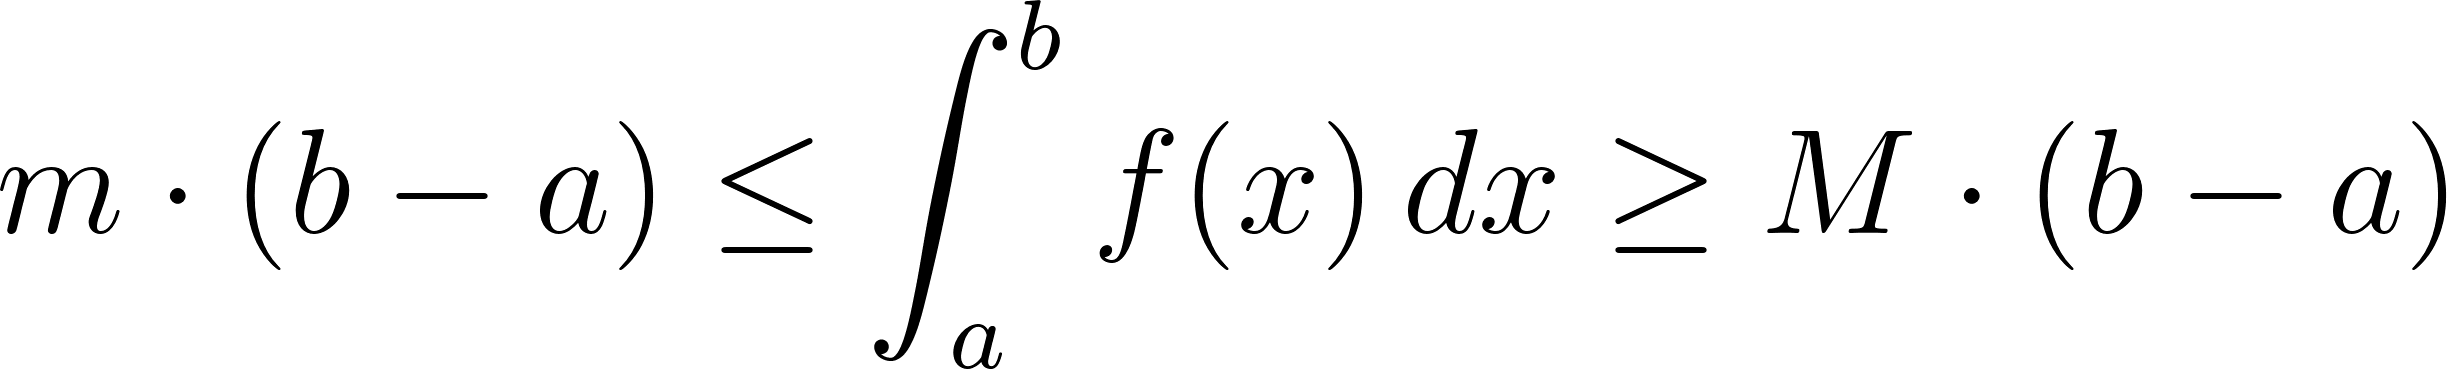 m · (b − a) ≤ ∫_a^b f(x) dx ≥ M · (b − a)